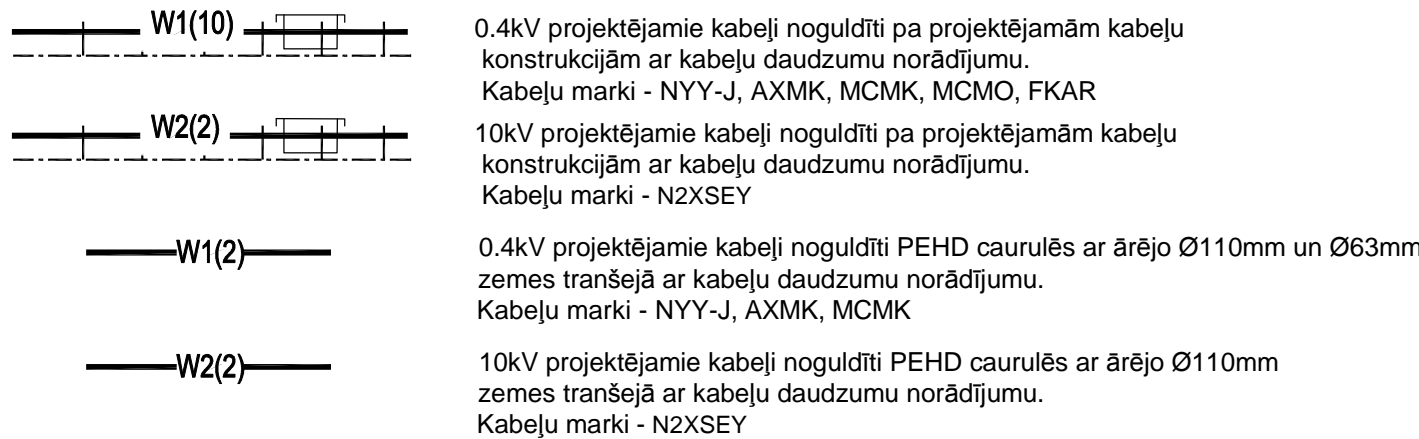 W1(10) 0.4kV projektējamie kabeļi noguldīti pa projektējamām kabeļu
konstrukcijām ar kabeļu daudzumu norādījumu.
Kabeļu marki - NYY-J, AXMK, MCMK, MCMO, FKAR
W2(2) 10kV projektējamie kabeļi noguldīti pa projektējamām kabeļu
konstrukcijām ar kabeļu daudzumu norādījumu.
Kabeļu marki - N2XSEY
W1(2) 0.4kV projektējamie kabeļi noguldīti PEHD caurulēs ar ārējo Ø110mm un Ø63mm
zemes tranšejā ar kabeļu daudzumu norādījumu.
Kabeļu marki - NYY-J, AXMK, MCMK
W2(2) 10kV projektējamie kabeļi noguldīti PEHD caurulēs ar ārējo Ø110mm
zemes tranšejā ar kabeļu daudzumu norādījumu.
Kabeļu marki - N2XSEY